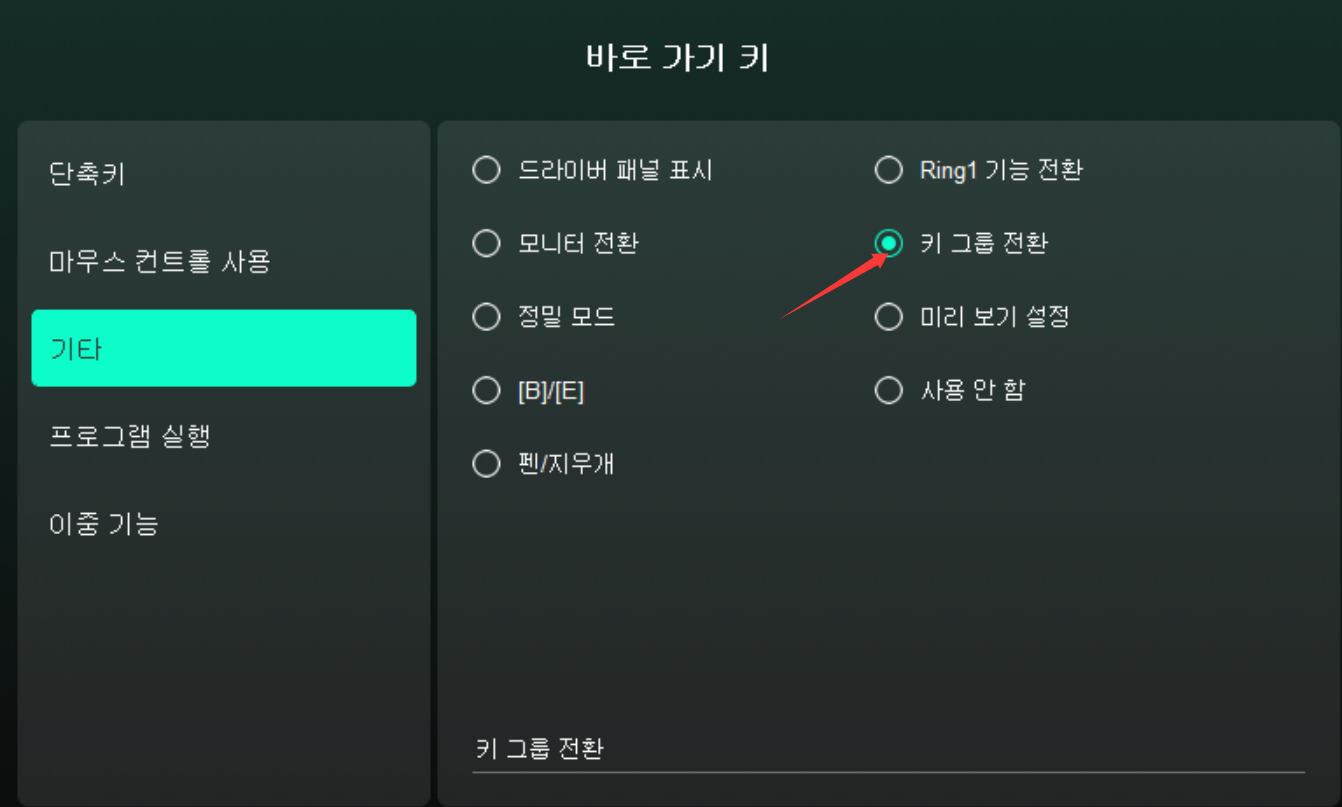 바로 가기 키
단축키
마우스 컨트롤 사용
기타
프로그램 실행
이중 기능
드라이버 패널 표시
Ring1 기능 전환
모니터 전환
키 그룹 전환
정밀 모드
미리 보기 설정
[B]/[E]
사용 안 함
펜/지우개
키 그룹 전환